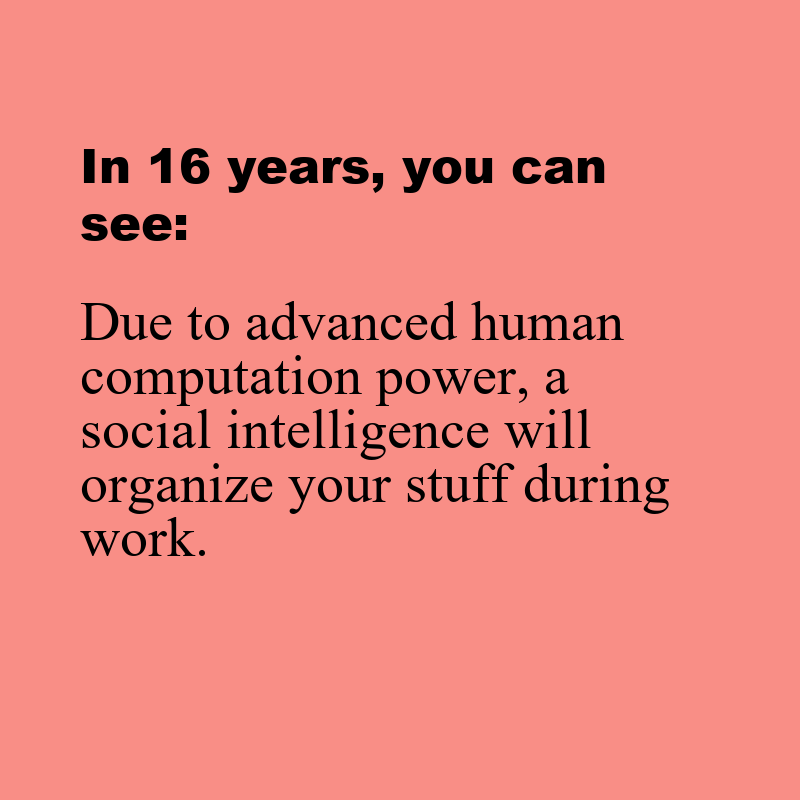 In 16 years, you can
see:
Due to advanced human
computation power, a
social intelligence will
organize your stuff during
work.